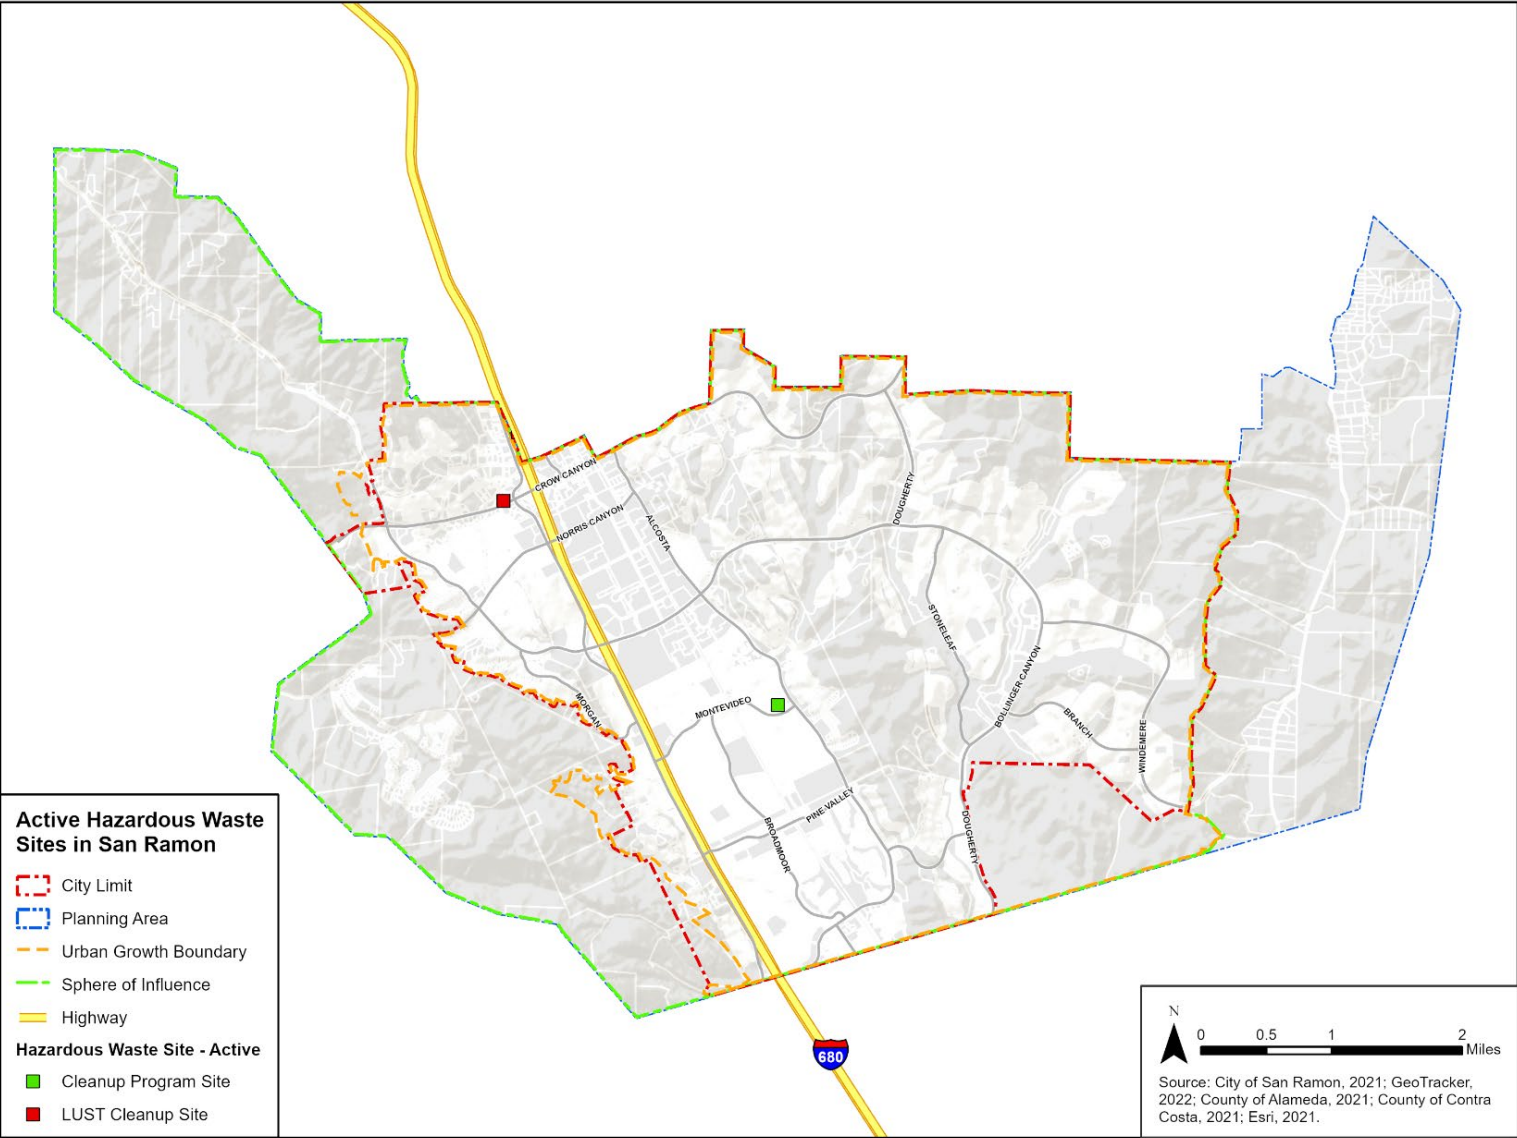 CROW CANYON
NORRIS CANYON
ALCOSTA
DOUGHERTY
STONELEAF
BOLLINGER CANYON
MORGAN
MONTEVIDEO
BRANCH
WINDEMERE
PINE VALLEY
BROADMOOR
DOUGHERTY
680
Active Hazardous Waste
Sites in San Ramon
City Limit
Planning Area
Urban Growth Boundary
Sphere of Influence
Highway
Hazardous Waste Site - Active
Cleanup Program Site
LUST Cleanup Site
N
0 0.5 1 2
Miles
Source: City of San Ramon, 2021; GeoTracker,
2022; County of Alameda, 2021; County of Contra
Costa, 2021; Esri, 2021.